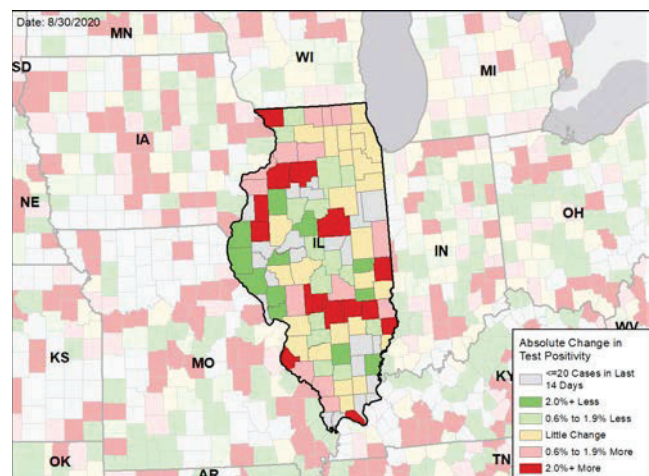 Date: 8/30/2020
MN
SD
WI
MI
IA
NE
OH
IL
IN
WV
KS
MO
KY
OK
AR
TN
Absolute Change in
Test Positivity
<=20 Cases in Last
14 Days
2.0%+ Less
0.6% to 1.9% Less
Little Change
0.6% to 1.9% More
2.0%+ More